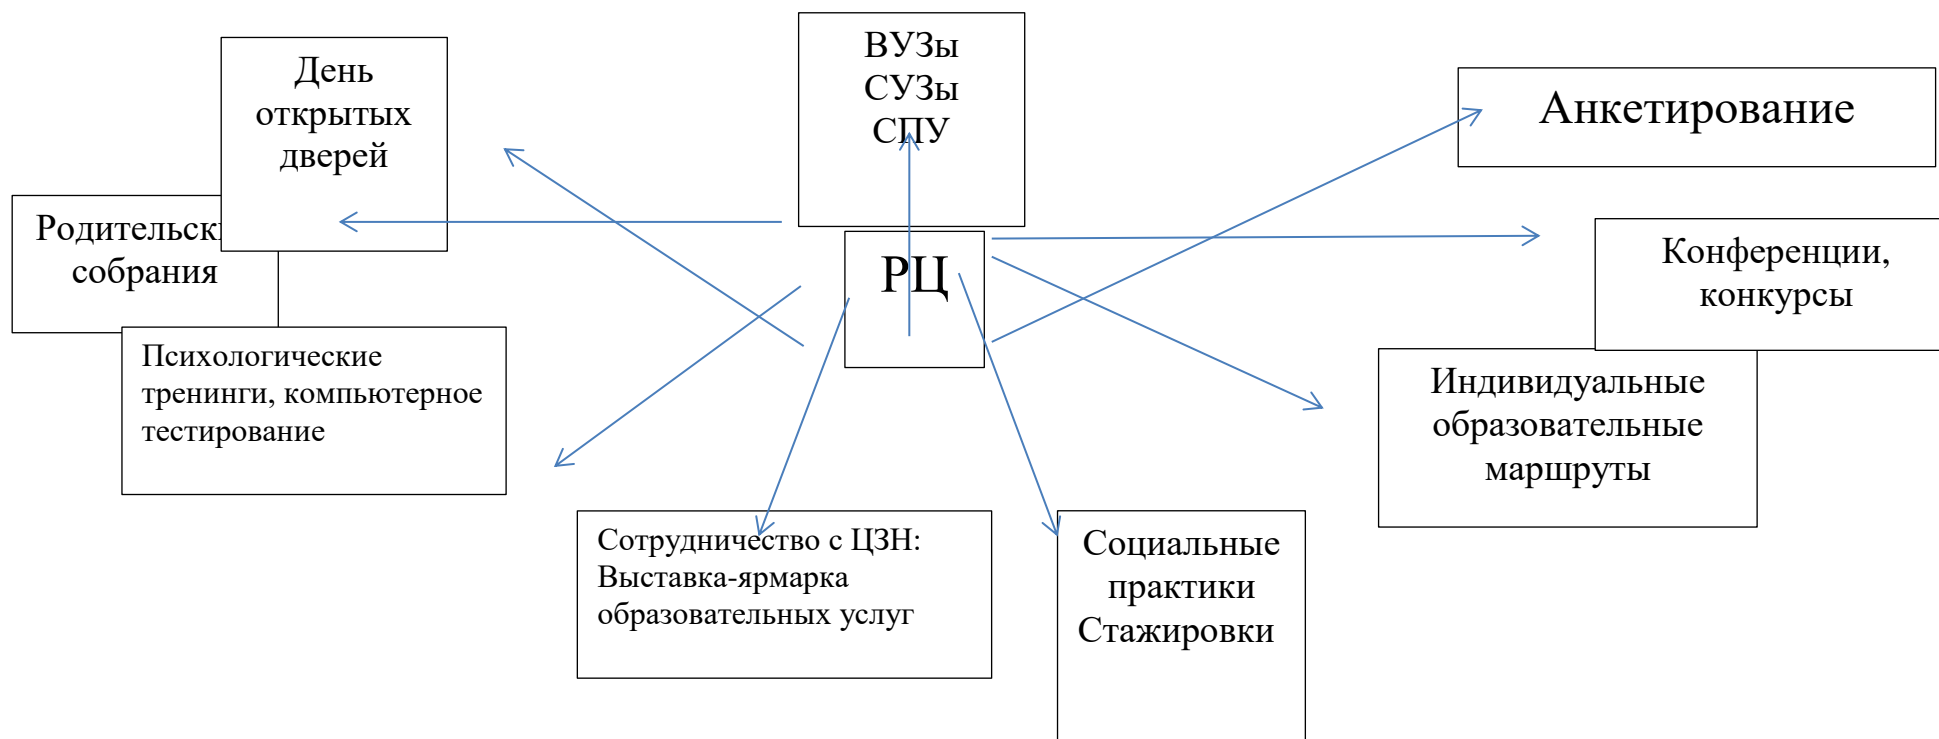 ВУЗы
СУЗы
СПУ
День
открытых
дверей
Анкетирование
собрания
РЦ
Конференции,
конкурсы
Психологические
тренинги, компьютерное
тестирование
Индивидуальные
образовательные
маршруты
Сотрудничество с ЦЗН:
Выставка-ярмарка
образовательных услуг
Социальные
практики
Стажировки